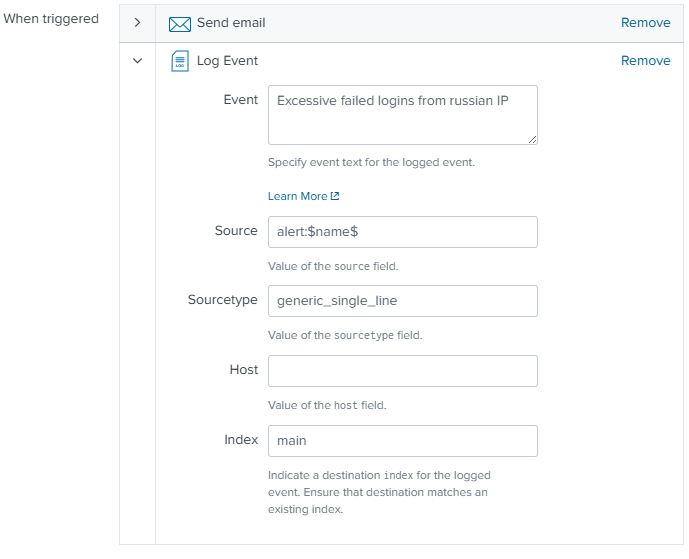 When triggered
Send email
Remove
Log Event
Remove
Event
Excessive failed logins from russian IP
Specify event text for the logged event.
Learn More
Source
alert:$name$
Value of the source field.
Sourcetype
generic_single_line
Value of the sourcetype field.
Host
Value of the host field.
Index
main
Indicate a destination index for the logged
event. Ensure that destination matches an
existing index.